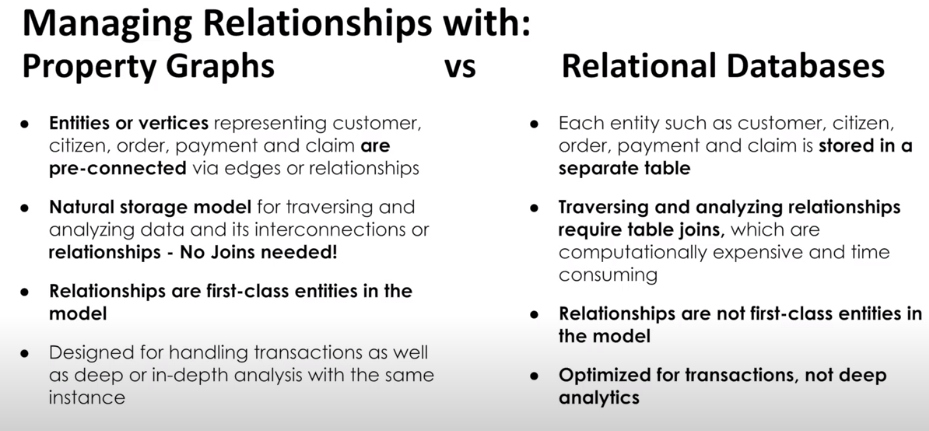 Managing Relationships with:
Property Graphs vs Relational Databases
● Entities or vertices representing customer,
citizen, order, payment and claim are
pre-connected via edges or relationships
● Natural storage model for traversing and
analyzing data and its interconnections or
relationships - No Joins needed!
● Relationships are first-class entities in the
model
● Designed for handling transactions as well
as deep or in-depth analysis with the same
instance
● Each entity such as customer, citizen,
order, payment and claim is stored in a
separate table
● Traversing and analyzing relationships
require table joins, which are
computationally expensive and time
consuming
● Relationships are not first-class entities in
the model
● Optimized for transactions, not deep
analytics